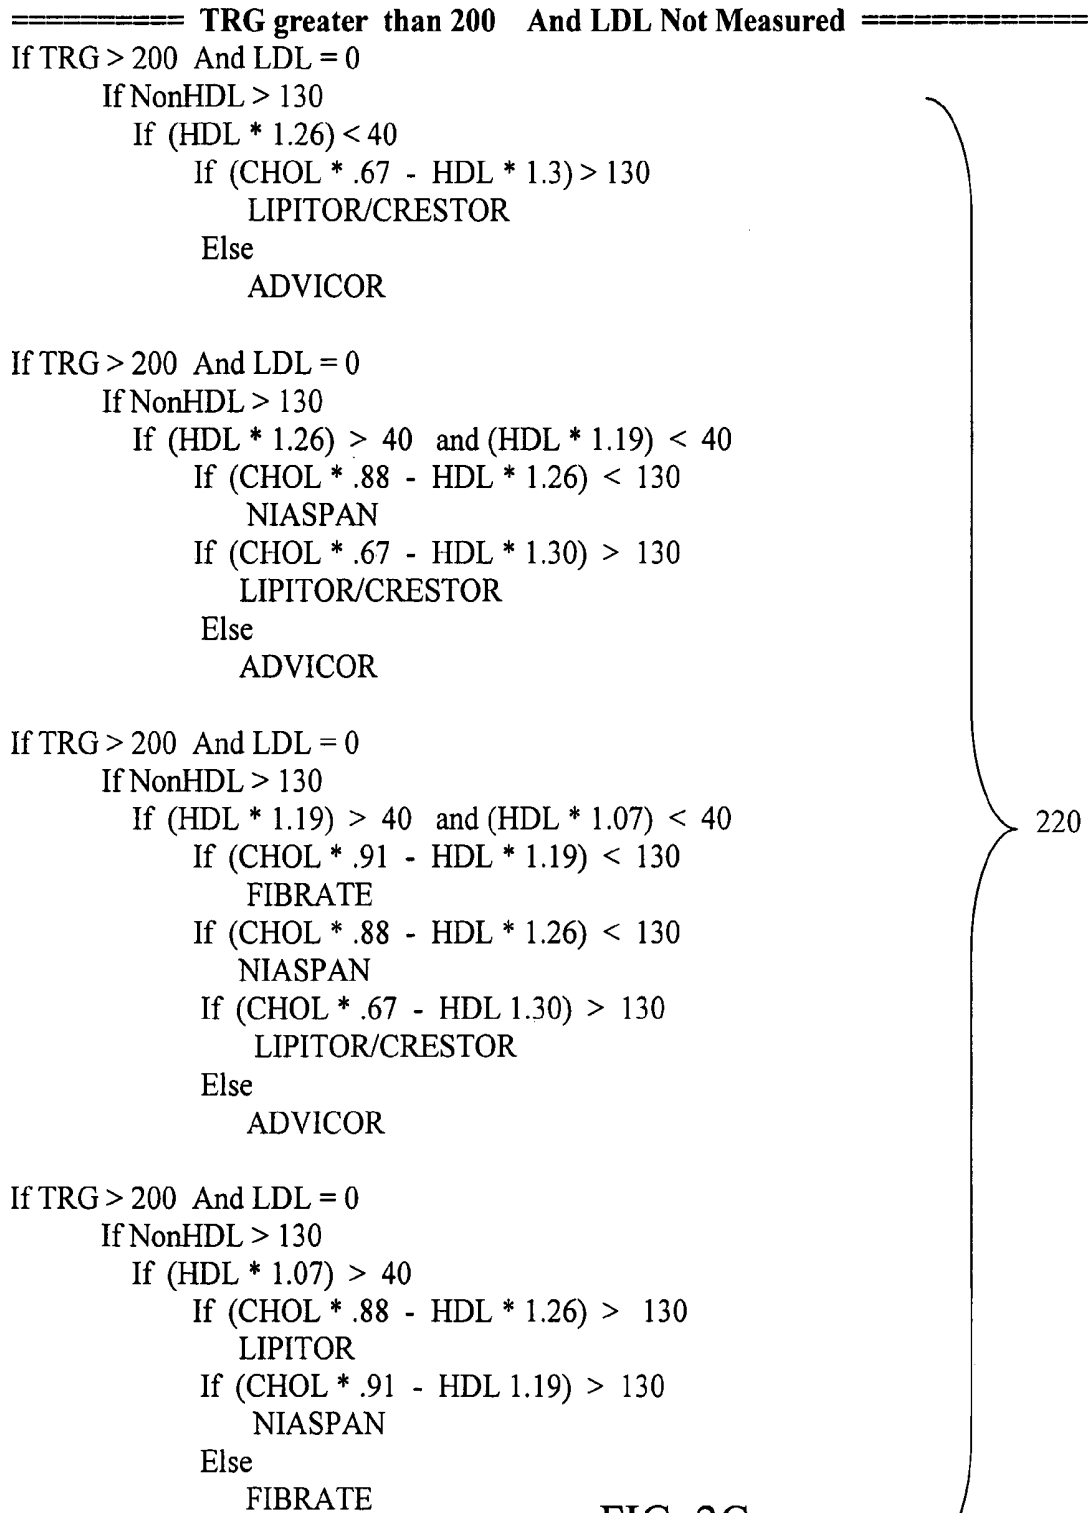 ========== TRG greater than 200 And LDL Not Measured =============
If TRG > 200 And LDL = 0
If NonHDL > 130
If (HDL * 1.26) < 40
If (CHOL * .67 - HDL * 1.3) > 130
LIPITOR/CRESTOR
Else
ADVICOR
If TRG > 200 And LDL = 0
If NonHDL > 130
If (HDL * 1.26) > 40 and (HDL * 1.19) < 40
If (CHOL * .88 - HDL * 1.26) < 130
NIASPAN
If (CHOL * .67 - HDL * 1.30) > 130
LIPITOR/CRESTOR
Else
ADVICOR
If TRG > 200 And LDL = 0
If NonHDL > 130
If (HDL * 1.19) > 40 and (HDL * 1.07) < 40
220
If (CHOL * .91 - HDL * 1.19) < 130
FIBRATE
If (CHOL * .88 - HDL * 1.26) < 130
NIASPAN
If (CHOL * .67 - HDL 1.30) > 130
LIPITOR/CRESTOR
Else
ADVICOR
If TRG > 200 And LDL = 0
If NonHDL > 130
If (HDL * 1.07) > 40
If (CHOL * .88 - HDL * 1.26) > 130
LIPITOR
If (CHOL * .91 - HDL 1.19) > 130
NIASPAN
Else
FIBRATE